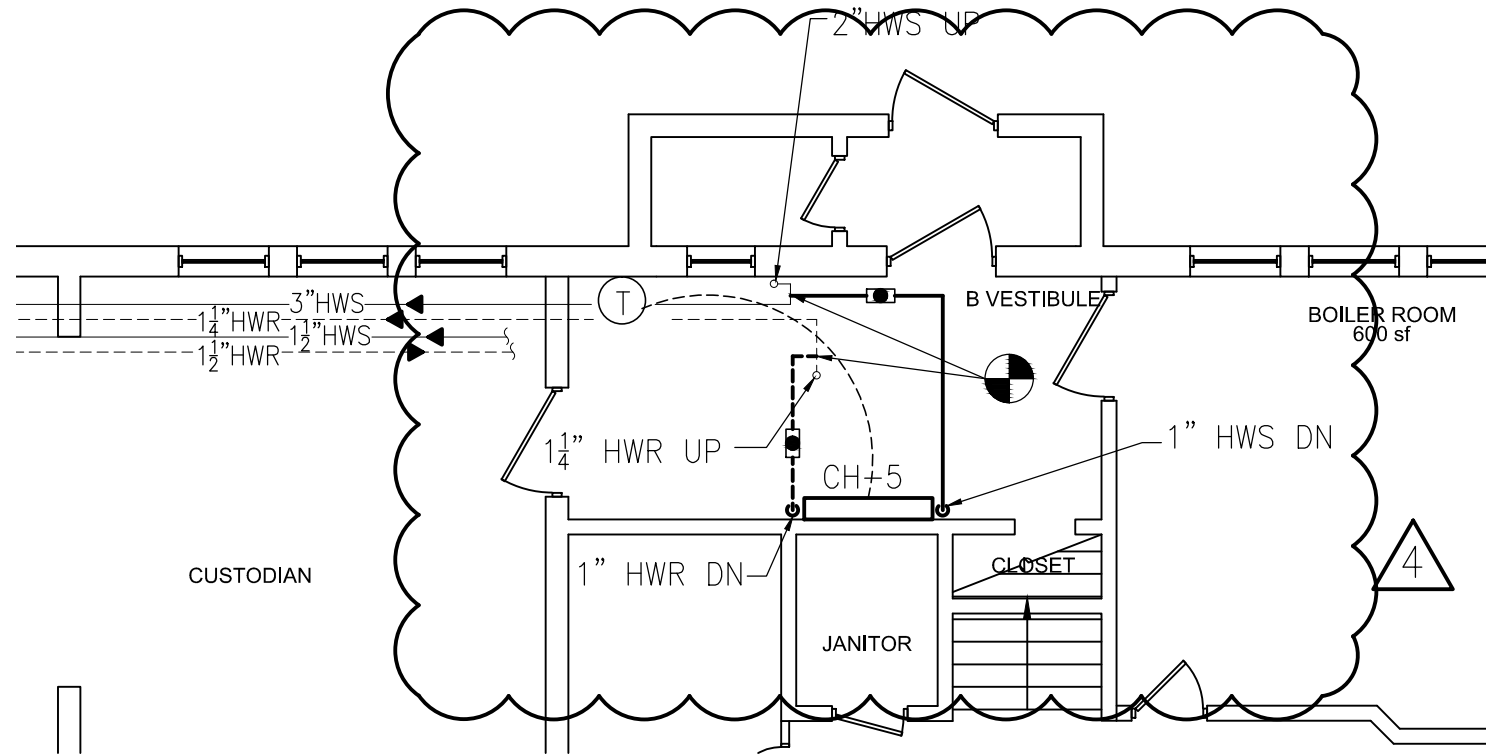 2" HWS UP
3"HWS
T
1¼"HWR
1½"HWS
1½"HWR
B VESTIBULE
BOILER ROOM
600 sf
1¼" HWR UP
1" HWS DN
CH-5
1" HWR DN
CUSTODIAN
CLOSET
4
JANITOR